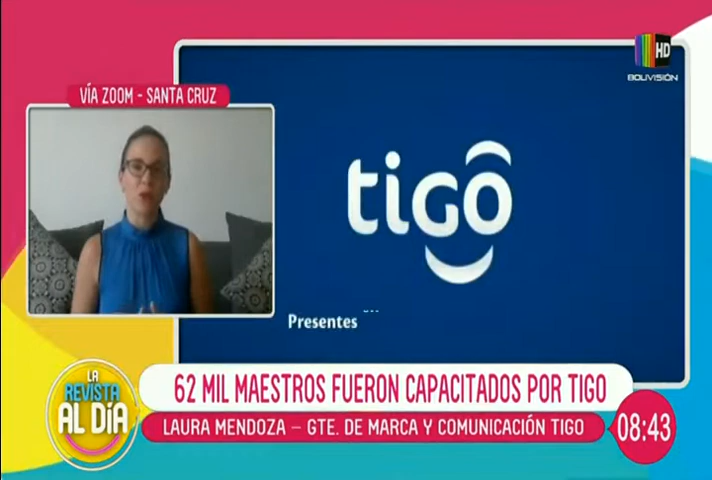 HD
BOLIVISIÓN
VÍA ZOOM - SANTA CRUZ
tigo
Presentes
LA
REVISTA
AL DÍA
62 MIL MAESTROS FUERON CAPACITADOS POR TIGO
LAURA MENDOZA – GTE. DE MARCA Y COMUNICACIÓN TIGO
08:43